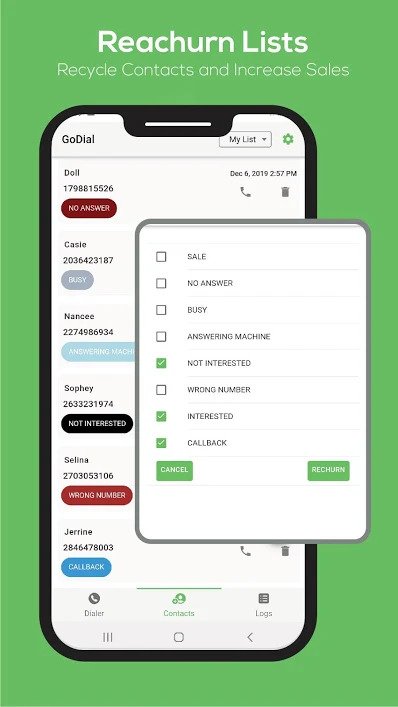 Reachurn Lists
Recycle Contacts and Increase Sales
GoDial
My List
Doll
Dec 6, 2019 2:57 PM
1798815526
NO ANSWER
Casie
2036423187
BUSY
Nancee
2274986934
ANSWERING MACHI
Sophey
2633231974
NOT INTERESTED
Selina
2703053106
WRONG NUMBER
Jerrine
2846478003
CALLBACK
SALE
NO ANSWER
BUSY
ANSWERING MACHINE
NOT INTERESTED
WRONG NUMBER
INTERESTED
CALLBACK
CANCEL
RECHURN
Dialer
Contacts
Logs